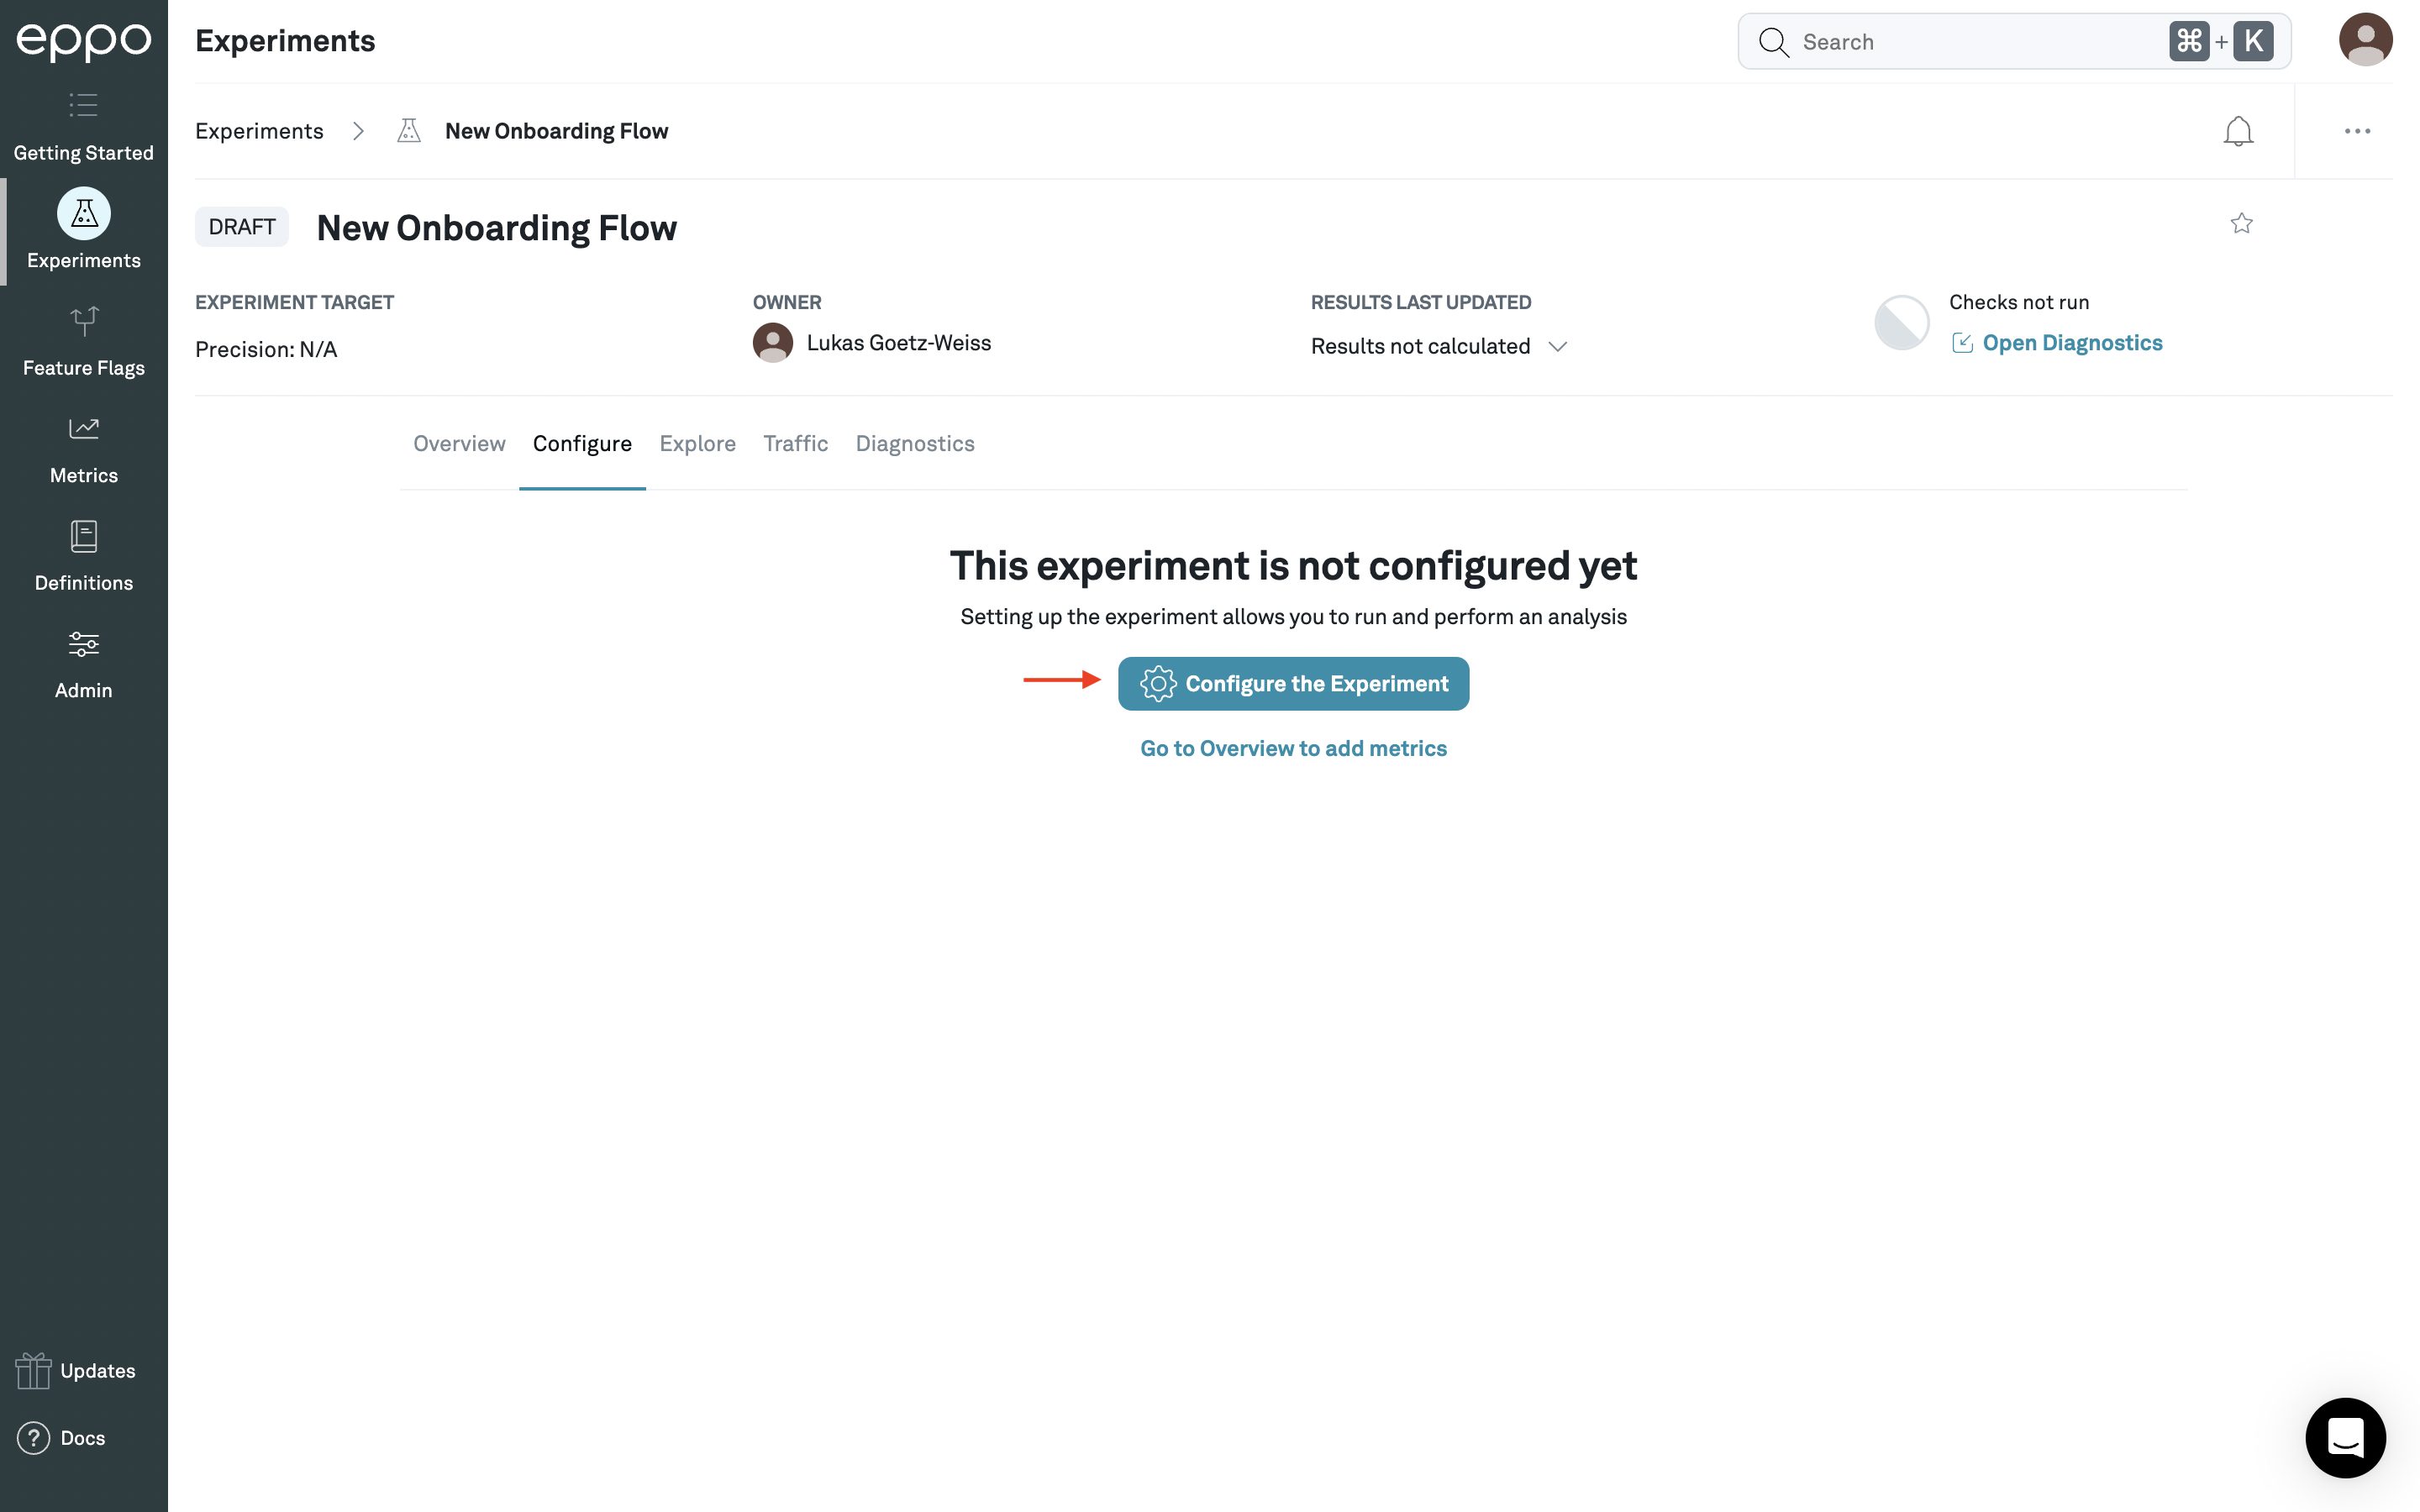 eppo
Getting Started
Experiments
Feature Flags
Metrics
Definitions
Admin
Updates
? Docs
Experiments
Search
⌘ + K
Experiments
New Onboarding Flow
DRAFT
New Onboarding Flow
EXPERIMENT TARGET
Precision: N/A
OWNER
Lukas Goetz-Weiss
RESULTS LAST UPDATED
Results not calculated
Checks not run
Open Diagnostics
Overview Configure Explore Traffic Diagnostics
This experiment is not configured yet
Setting up the experiment allows you to run and perform an analysis
Configure the Experiment
Go to Overview to add metrics